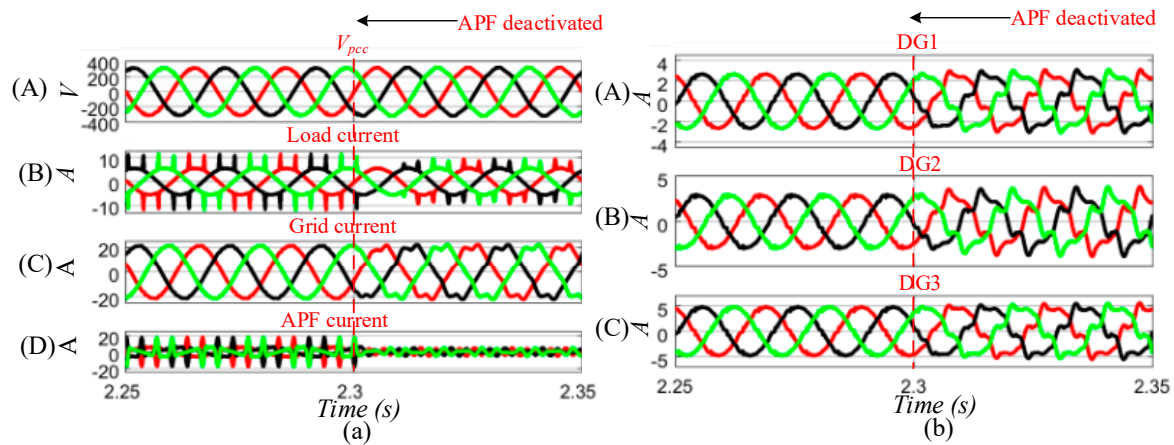 APF deactivated
V_pcc
(A) V 400 200 0 -200 -400
Load current
(B) A 10 0 -10
Grid current
(C) A 20 0 -20
APF current
(D) A 20 0 -20
2.25 2.3 2.35
Time (s)
(a)
APF deactivated
DG1
(A) A 4 2 0 -2 -4
DG2
(B) A 5 0 -5
DG3
(C) A 5 0 -5
2.25 2.3 2.35
Time (s)
(b)